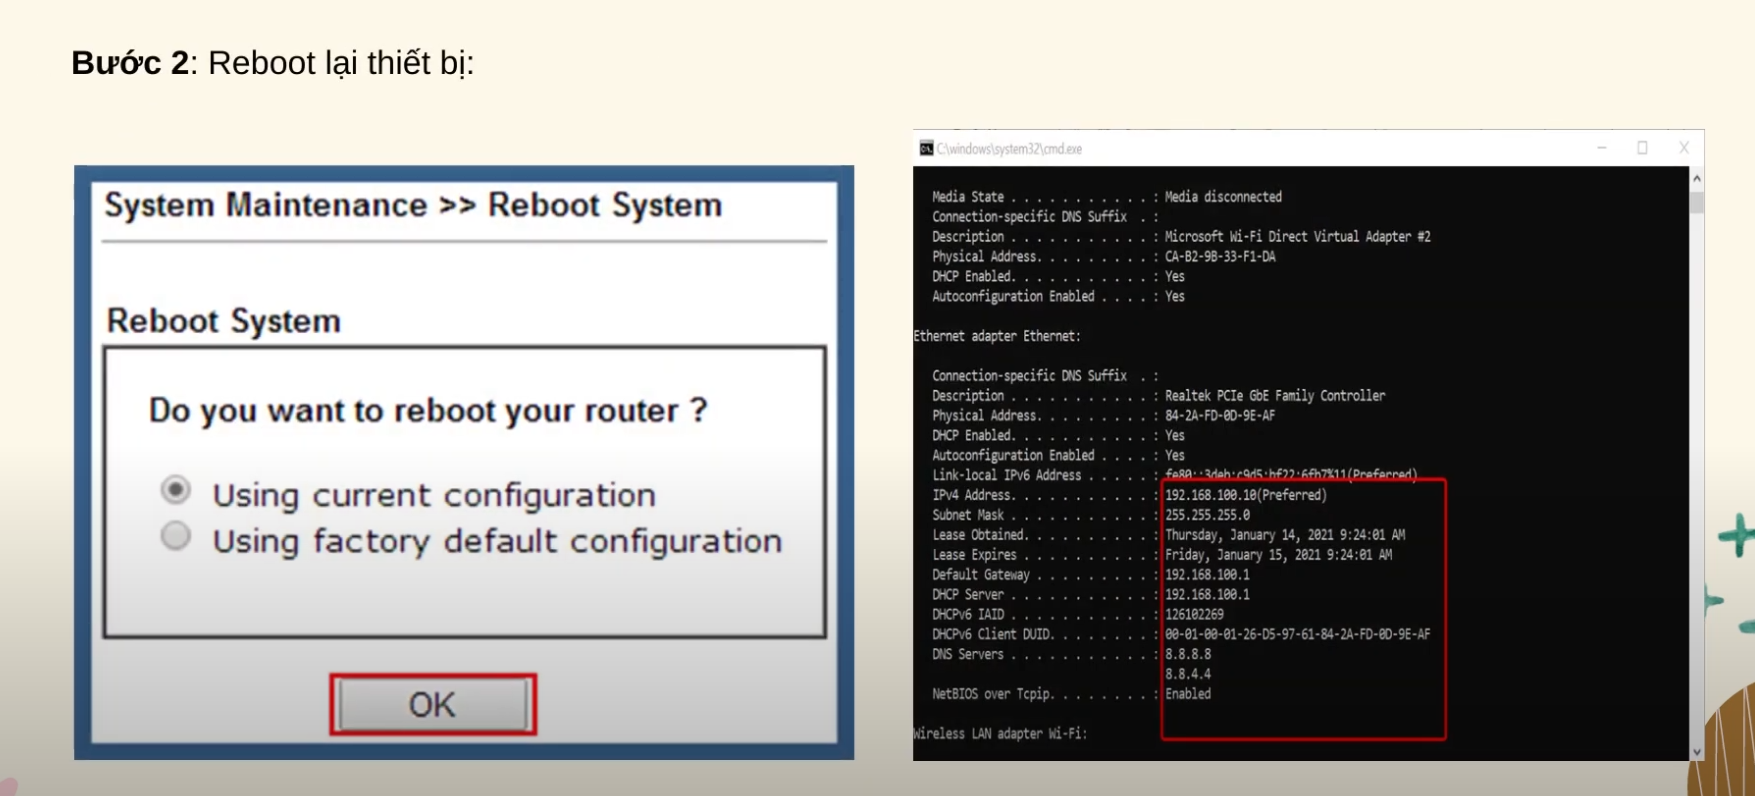 Bước 2: Reboot lại thiết bị:
System Maintenance >> Reboot System
Reboot System
Do you want to reboot your router ?
Using current configuration
Using factory default configuration
OK
C:\windows\system32\cmd.exe
Media State . . . . . . . . . . . : Media disconnected
Connection-specific DNS Suffix . :
Description . . . . . . . . . . . : Microsoft Wi-Fi Direct Virtual Adapter #2
Physical Address. . . . . . . . . : CA-B2-9B-33-F1-DA
DHCP Enabled. . . . . . . . . . . : Yes
Autoconfiguration Enabled . . . . : Yes
Ethernet adapter Ethernet:
Connection-specific DNS Suffix . :
Description . . . . . . . . . . . : Realtek PCIe GbE Family Controller
Physical Address. . . . . . . . . : 84-2A-FD-0D-9E-AF
DHCP Enabled. . . . . . . . . . . : Yes
Autoconfiguration Enabled . . . . : Yes
Link-local IPv6 Address . . . . . : fe80::3deb:c9d5:bf22:6fb7%11(Preferred)
IPv4 Address. . . . . . . . . . . : 192.168.100.10(Preferred)
Subnet Mask . . . . . . . . . . . : 255.255.255.0
Lease Obtained. . . . . . . . . . : Thursday, January 14, 2021 9:24:01 AM
Lease Expires . . . . . . . . . . : Friday, January 15, 2021 9:24:01 AM
Default Gateway . . . . . . . . . : 192.168.100.1
DHCP Server . . . . . . . . . . . : 192.168.100.1
DHCPv6 IAID . . . . . . . . . . . : 126102269
DHCPv6 Client DUID. . . . . . . . : 00-01-00-01-26-D5-97-61-84-2A-FD-0D-9E-AF
DNS Servers . . . . . . . . . . . : 8.8.8.8
8.8.4.4
NetBIOS over Tcpip. . . . . . . . : Enabled
Wireless LAN adapter Wi-Fi: